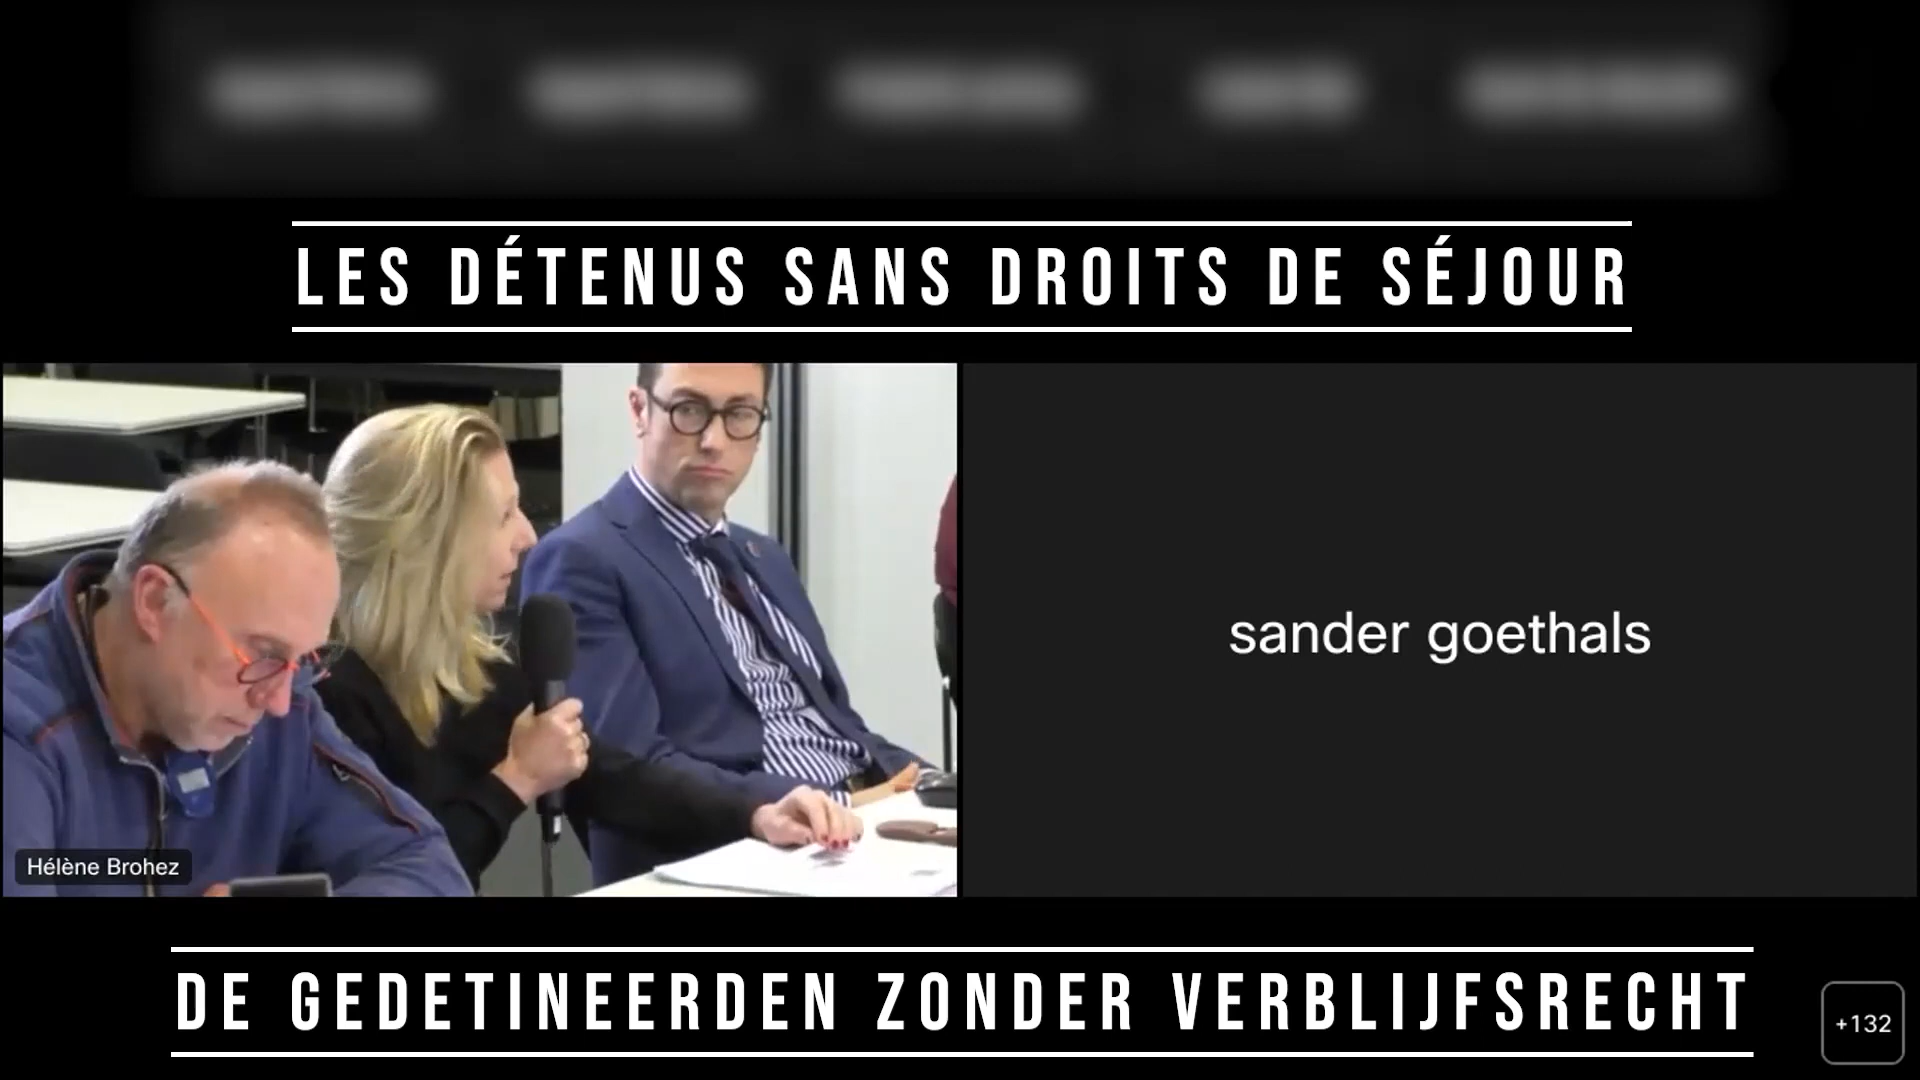 LES DÉTENUS SANS DROITS DE SÉJOUR
sander goethals
Hélène Brohez
DE GEDETINEERDEN ZONDER VERBLIJFSRECHT
+132